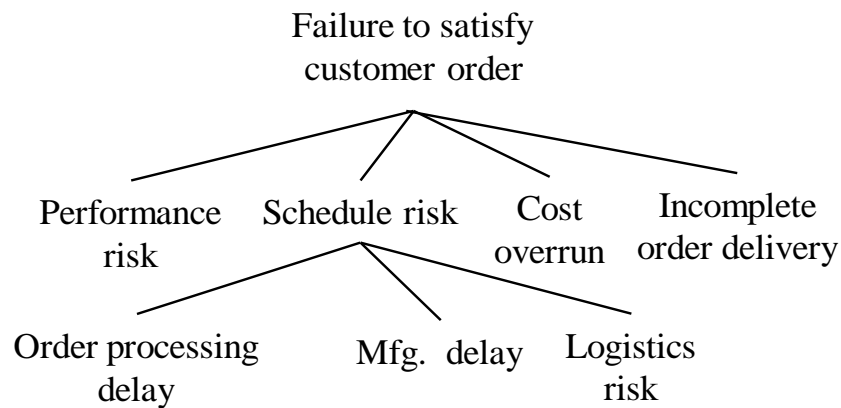 Failure to satisfy
customer order
Performance
risk
Schedule risk
Cost
overrun
Incomplete
order delivery
Order processing
delay
Mfg. delay
Logistics
risk